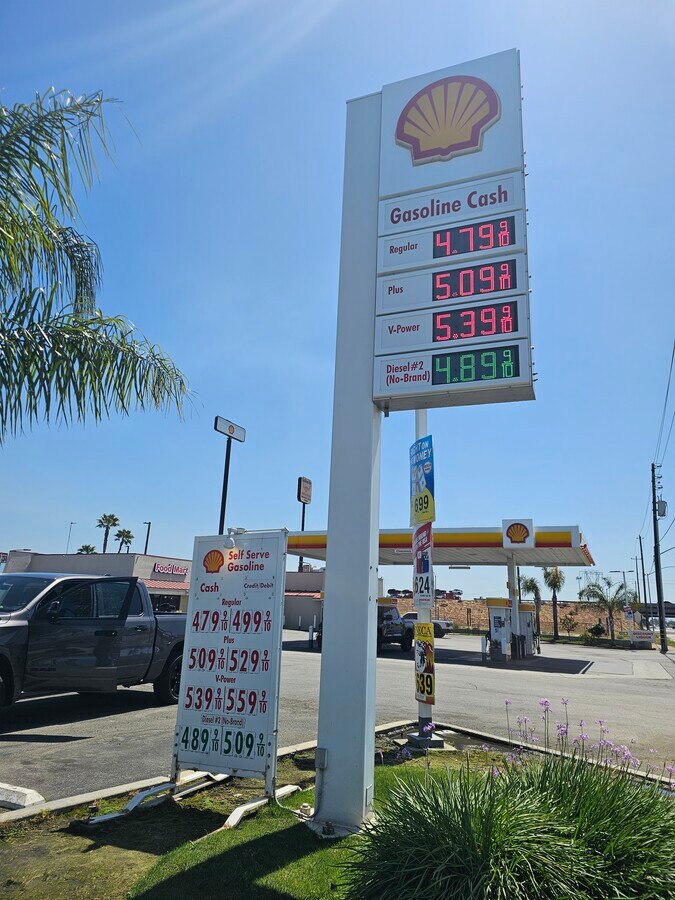 Gasoline Cash
Regular 4.79 9/10
Plus 5.09 9/10
V-Power 5.39 9/10
Diesel #2
(No-Brand) 4.89 9/10
MONEY
699
624
639
Food Mart
Self Serve
Gasoline
Cash Credit/Debit
Regular
479 9/10 499 9/10
Plus
509 9/10 529 9/10
V-Power
539 9/10 559 9/10
Diesel #2 (No-Brand)
489 9/10 509 9/10